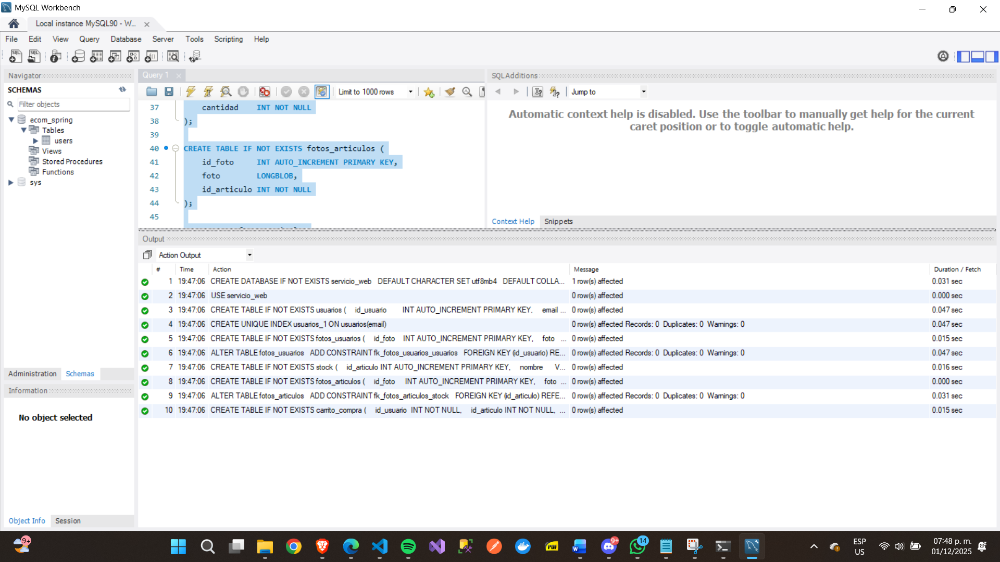 MySQL Workbench
Local instance MySQL90 - W...
File Edit View Query Database Server Tools Scripting Help
Navigator
SCHEMAS
Filter objects
ecom_spring
Tables
users
Views
Stored Procedures
Functions
sys
Administration Schemas
Information
No object selected
Object Info Session
Query 1
Limit to 1000 rows
37 cantidad INT NOT NULL
38 );
39
40 CREATE TABLE IF NOT EXISTS fotos_articulos (
41 id_foto INT AUTO_INCREMENT PRIMARY KEY,
42 foto LONGBLOB,
43 id_articulo INT NOT NULL
44 );
45
SQLAdditions
Jump to
Automatic context help is disabled. Use the toolbar to manually get help for the current
caret position or to toggle automatic help.
Context Help Snippets
Output
Action Output
# Time Action Message Duration / Fetch
1 19:47:06 CREATE DATABASE IF NOT EXISTS servicio_web DEFAULT CHARACTER SET utf8mb4 DEFAULT COLLA... 1 row(s) affected 0.031 sec
2 19:47:06 USE servicio_web 0 row(s) affected 0.000 sec
3 19:47:06 CREATE TABLE IF NOT EXISTS usuarios ( id_usuario INT AUTO_INCREMENT PRIMARY KEY, email ... 0 row(s) affected 0.047 sec
4 19:47:06 CREATE UNIQUE INDEX usuarios_1 ON usuarios(email) 0 row(s) affected Records: 0 Duplicates: 0 Warnings: 0 0.047 sec
5 19:47:06 CREATE TABLE IF NOT EXISTS fotos_usuarios ( id_foto INT AUTO_INCREMENT PRIMARY KEY, foto ... 0 row(s) affected 0.015 sec
6 19:47:06 ALTER TABLE fotos_usuarios ADD CONSTRAINT fk_fotos_usuarios_usuarios FOREIGN KEY (id_usuario) RE... 0 row(s) affected Records: 0 Duplicates: 0 Warnings: 0 0.047 sec
7 19:47:06 CREATE TABLE IF NOT EXISTS stock ( id_articulo INT AUTO_INCREMENT PRIMARY KEY, nombre V... 0 row(s) affected 0.016 sec
8 19:47:06 CREATE TABLE IF NOT EXISTS fotos_articulos ( id_foto INT AUTO_INCREMENT PRIMARY KEY, foto ... 0 row(s) affected 0.000 sec
9 19:47:06 ALTER TABLE fotos_articulos ADD CONSTRAINT fk_fotos_articulos_stock FOREIGN KEY (id_articulo) REFE... 0 row(s) affected Records: 0 Duplicates: 0 Warnings: 0 0.031 sec
10 19:47:06 CREATE TABLE IF NOT EXISTS carrito_compra ( id_usuario INT NOT NULL, id_articulo INT NOT NULL, ... 0 row(s) affected 0.015 sec
9+
PDF
9+
14
ESP
US
07:48 p. m.
01/12/2025